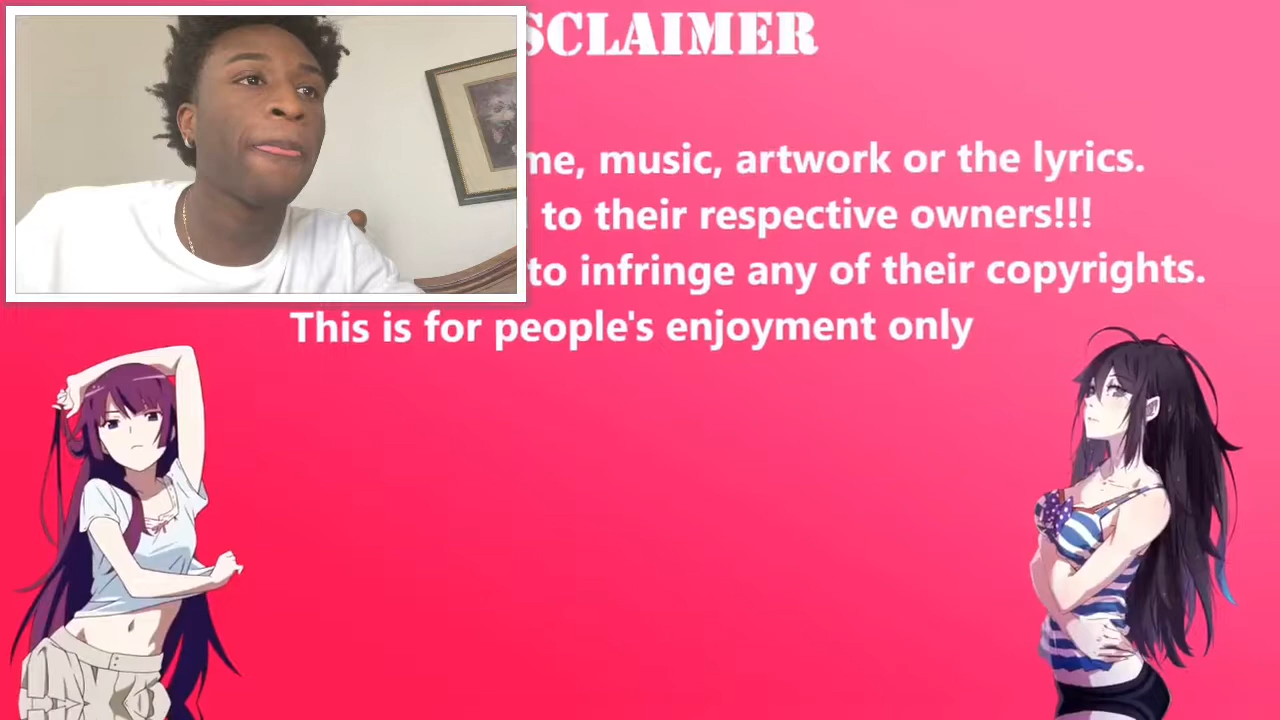 SCLAIMER
me, music, artwork or the lyrics.
to their respective owners!!!
to infringe any of their copyrights.
This is for people's enjoyment only